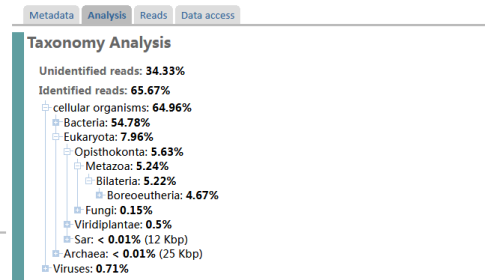 Metadata Analysis Reads Data access
Taxonomy Analysis
Unidentified reads: 34.33%
Identified reads: 65.67%
cellular organisms: 64.96%
Bacteria: 54.78%
Eukaryota: 7.96%
Opisthokonta: 5.63%
Metazoa: 5.24%
Bilateria: 5.22%
Boreoeutheria: 4.67%
Fungi: 0.15%
Viridiplantae: 0.5%
Sar: < 0.01% (12 Kbp)
Archaea: < 0.01% (25 Kbp)
Viruses: 0.71%